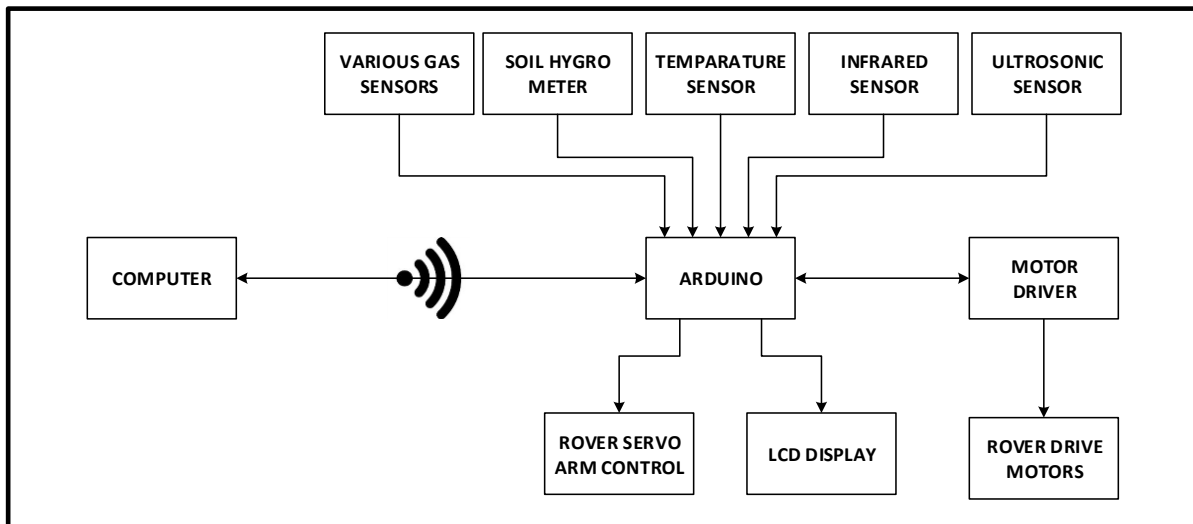 VARIOUS GAS
SENSORS
SOIL HYGRO
METER
TEMPARATURE
SENSOR
INFRARED
SENSOR
ULTROSONIC
SENSOR
COMPUTER
ARDUINO
MOTOR
DRIVER
ROVER SERVO
ARM CONTROL
LCD DISPLAY
ROVER DRIVE
MOTORS